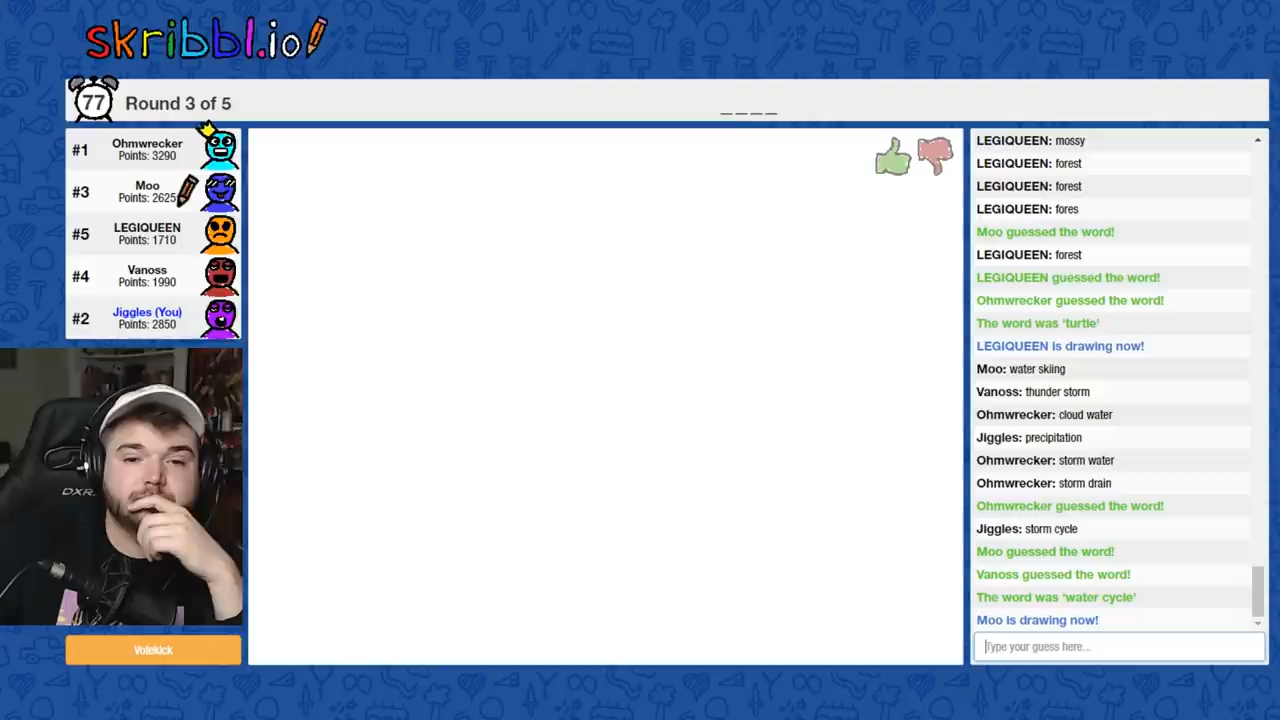 skribbl.io
77
Round 3 of 5
____
#1
Ohmwrecker
Points: 3290
#3
Moo
Points: 2625
#5
LEGIQUEEN
Points: 1710
#4
Vanoss
Points: 1990
#2
Jiggles (You)
Points: 2850
DXR
Votekick
LEGIQUEEN: mossy
LEGIQUEEN: forest
LEGIQUEEN: forest
LEGIQUEEN: fores
Moo guessed the word!
LEGIQUEEN: forest
LEGIQUEEN guessed the word!
Ohmwrecker guessed the word!
The word was 'turtle'
LEGIQUEEN is drawing now!
Moo: water skiing
Vanoss: thunder storm
Ohmwrecker: cloud water
Jiggles: precipitation
Ohmwrecker: storm water
Ohmwrecker: storm drain
Ohmwrecker guessed the word!
Jiggles: storm cycle
Moo guessed the word!
Vanoss guessed the word!
The word was 'water cycle'
Moo is drawing now!
Type your guess here...